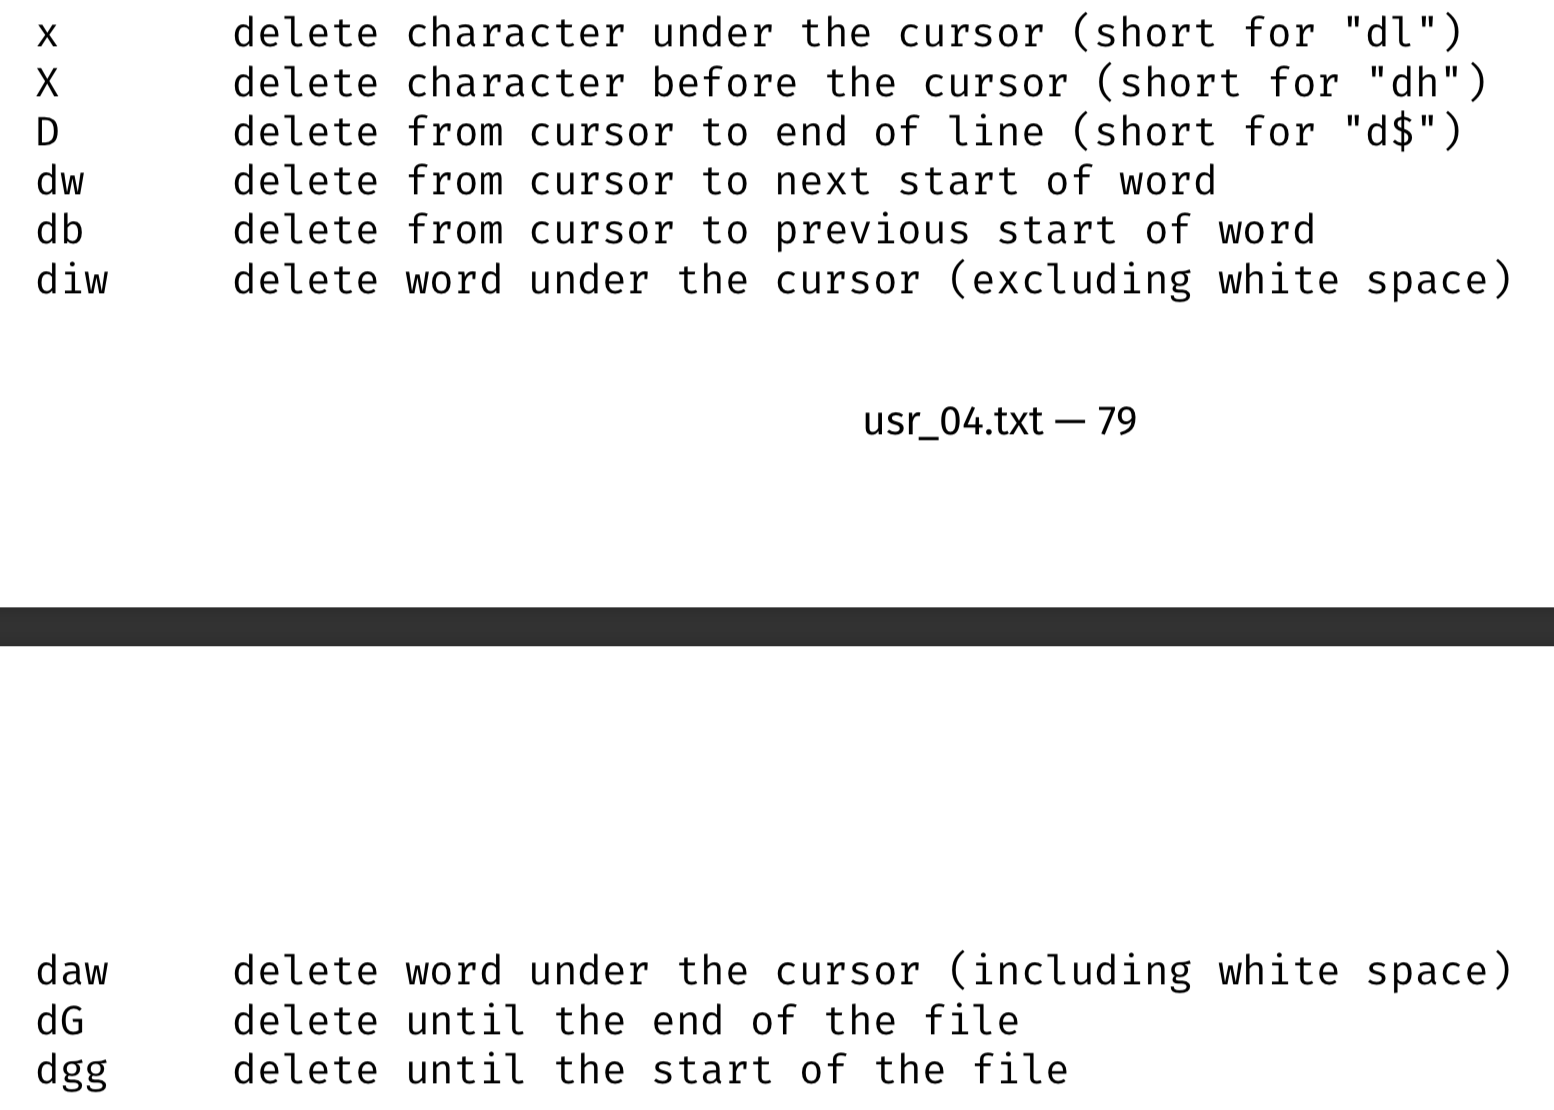 x delete character under the cursor (short for "dl")
X delete character before the cursor (short for "dh")
D delete from cursor to end of line (short for "d$")
dw delete from cursor to next start of word
db delete from cursor to previous start of word
diw delete word under the cursor (excluding white space)
usr_04.txt — 79
daw delete word under the cursor (including white space)
dG delete until the end of the file
dgg delete until the start of the file